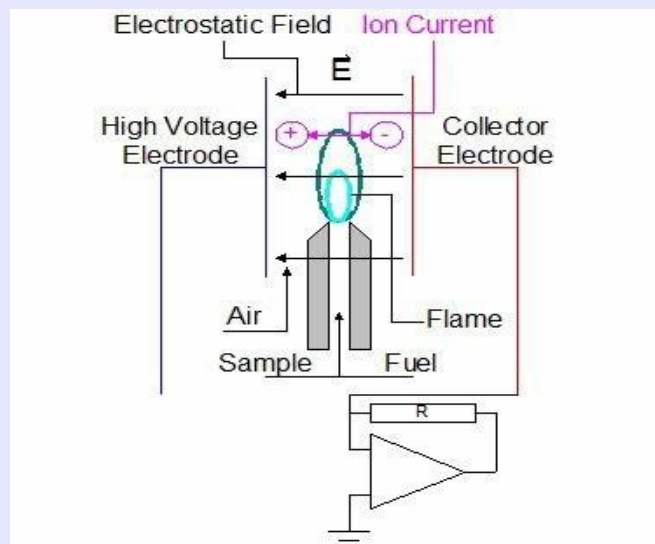 Electrostatic Field Ion Current
E
High Voltage
Electrode
+
-
Collector
Electrode
Air
Flame
Sample
Fuel
R